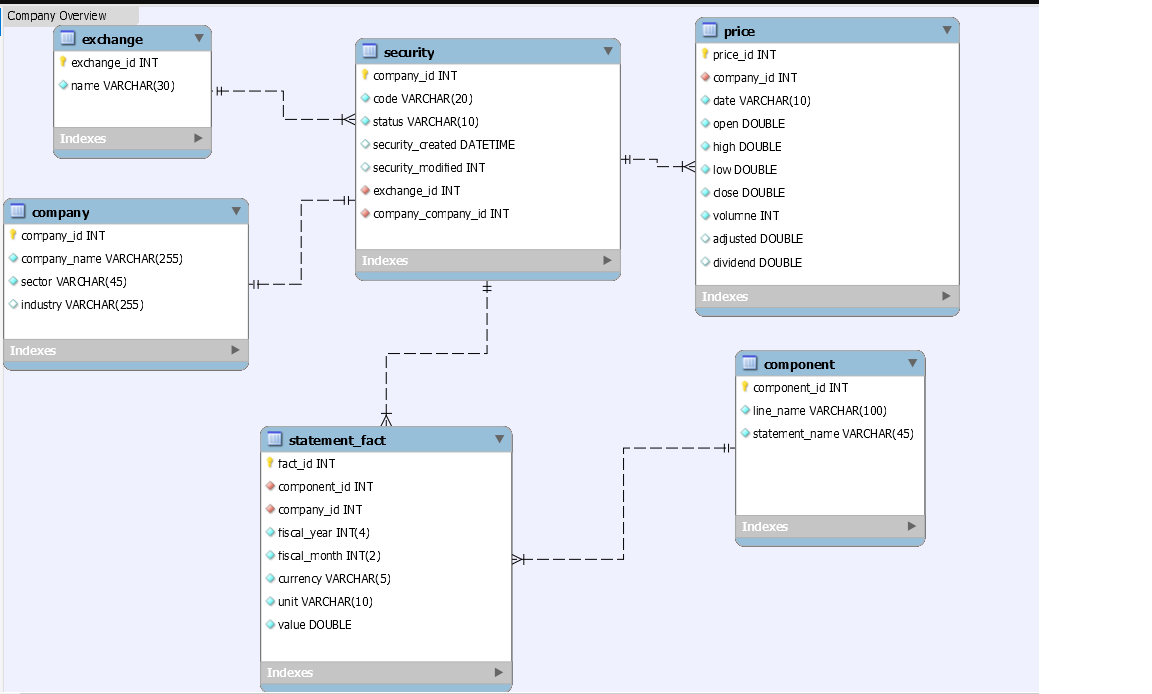 Company Overview
exchange
exchange_id INT
name VARCHAR(30)
Indexes
security
company_id INT
code VARCHAR(20)
status VARCHAR(10)
security_created DATETIME
security_modified INT
exchange_id INT
company_company_id INT
Indexes
price
price_id INT
company_id INT
date VARCHAR(10)
open DOUBLE
high DOUBLE
low DOUBLE
close DOUBLE
volumne INT
adjusted DOUBLE
dividend DOUBLE
Indexes
company
company_id INT
company_name VARCHAR(255)
sector VARCHAR(45)
industry VARCHAR(255)
Indexes
component
component_id INT
line_name VARCHAR(100)
statement_name VARCHAR(45)
Indexes
statement_fact
fact_id INT
component_id INT
company_id INT
fiscal_year INT(4)
fiscal_month INT(2)
currency VARCHAR(5)
unit VARCHAR(10)
value DOUBLE
Indexes